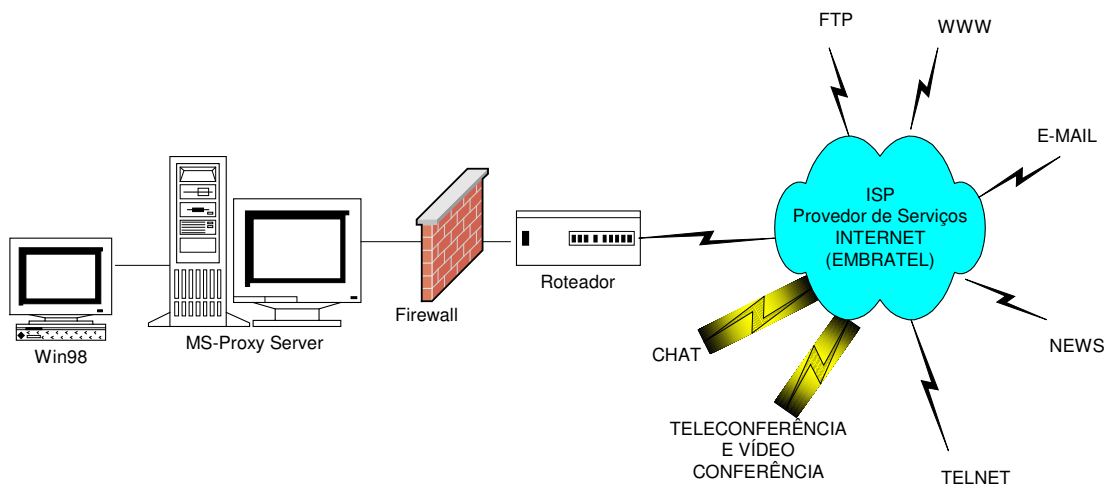 FTP
WWW
E-MAIL
ISP
Provedor de Serviços
INTERNET
(EMBRATEL)
Roteador
Firewall
Win98
MS-Proxy Server
CHAT
NEWS
TELECONFERÊNCIA
E VÍDEO
CONFERÊNCIA
TELNET